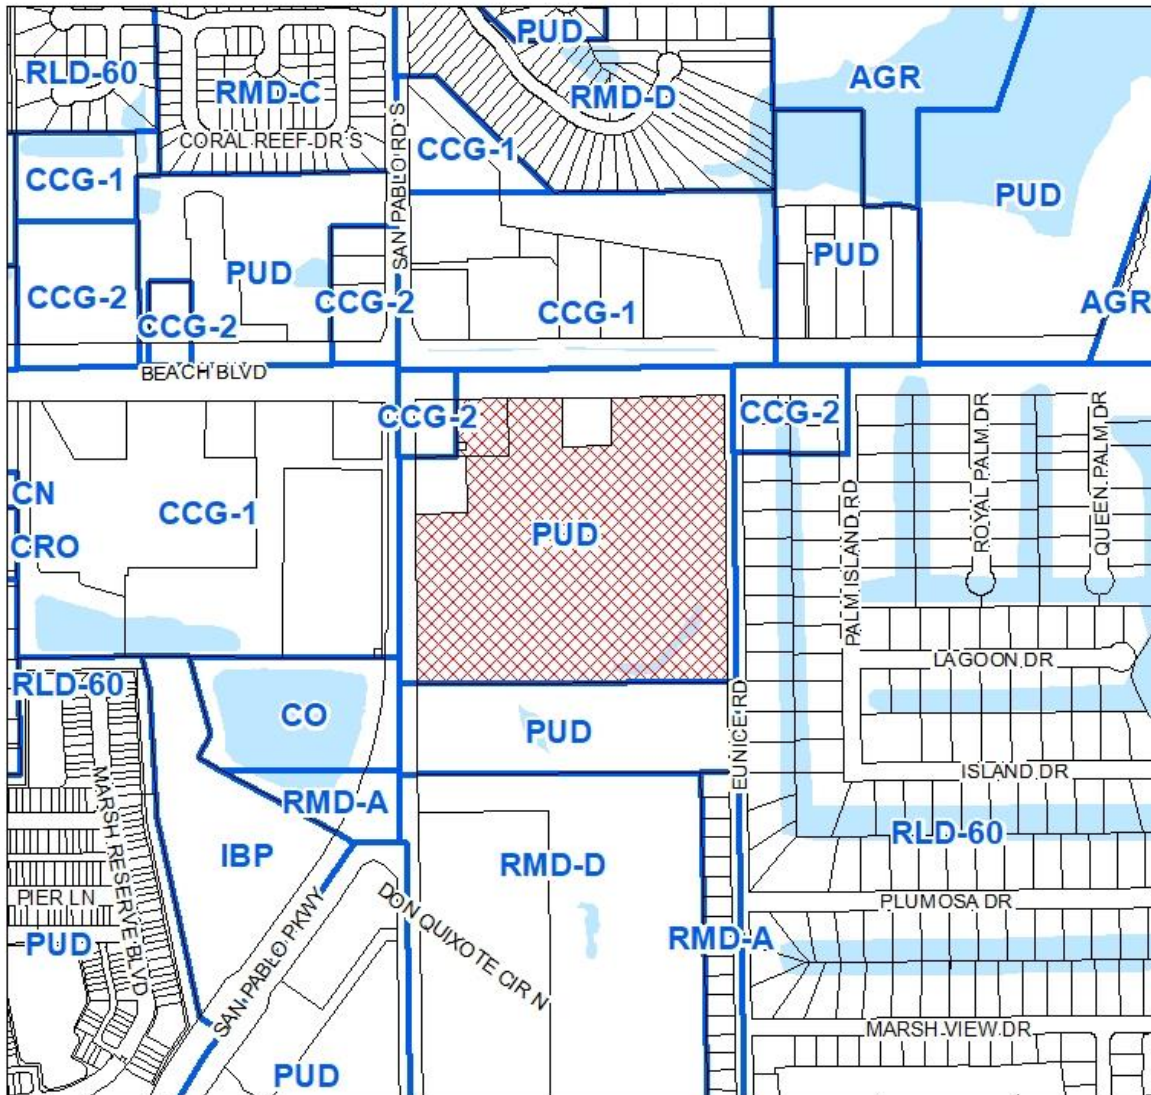 PUD
RLD-60
RMD-C
RMD-D
AGR
CORAL REEF DR S
SAN PABLO RD S
CCG-1
CCG-1
PUD
PUD
PUD
CCG-2
CCG-2
CCG-2
CCG-1
AGR
BEACH BLVD
CCG-2
CCG-2
ROYAL PALM DR
QUEEN PALM DR
CN
CCG-1
PUD
CRO
PALM ISLAND RD
LAGOON DR
RLD-60
CO
PUD
EUNICE RD
ISLAND DR
MARSH RESERVE BLVD
RMD-A
RLD-60
IBP
RMD-D
PIER LN
DON QUIXOTE CIR N
PLUMOSA DR
PUD
SAN PABLO PKWY
RMD-A
MARSH VIEW DR
PUD